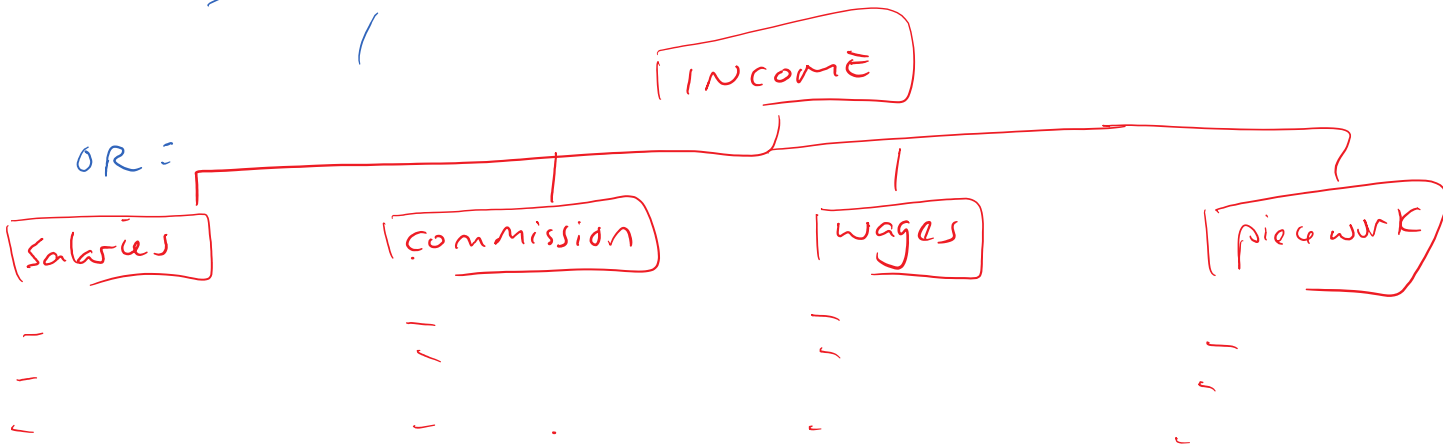 INCOME
OR :
Salaries
commission
wages
piecework